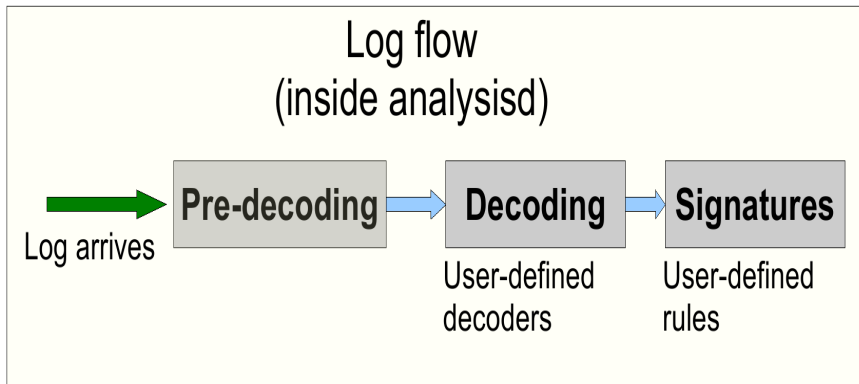 Log flow
(inside analysisd)
Pre-decoding
Decoding
Signatures
Log arrives
User-defined
decoders
User-defined
rules